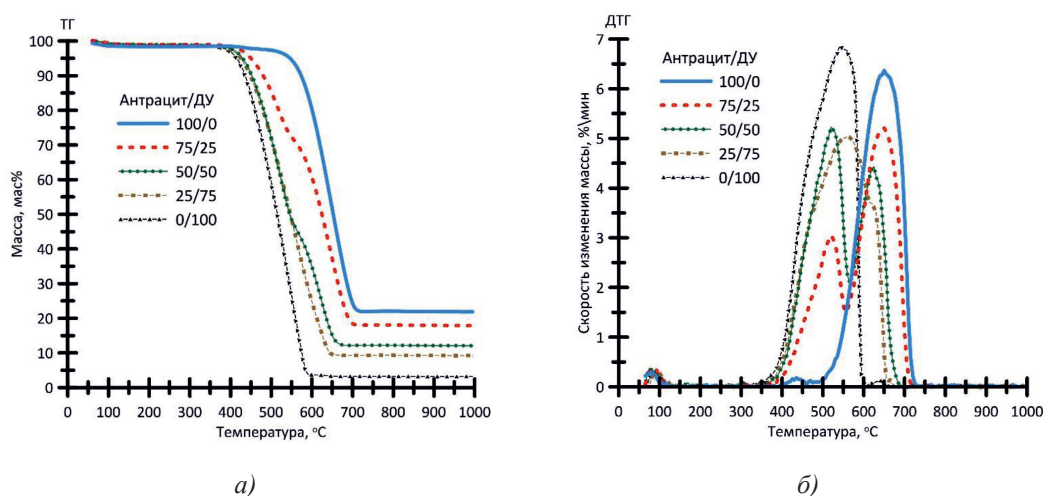 ТГ
100
90
80
70
60
50
40
30
20
10
0
Масса, мас%
Антрацит/ДУ
100/0
75/25
50/50
25/75
0/100
0 100 200 300 400 500 600 700 800 900 1000
Температура, °C
а)
ДТГ
7
6
5
4
3
2
1
0
Скорость изменения массы, %\мин
Антрацит/ДУ
100/0
75/25
50/50
25/75
0/100
0 100 200 300 400 500 600 700 800 900 1000
Температура, °C
б)